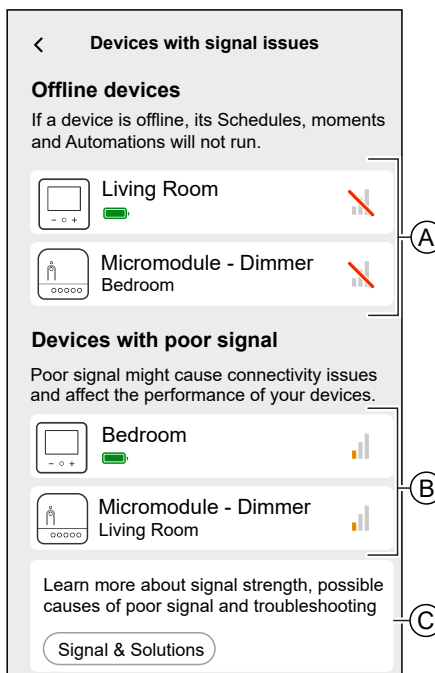 Devices with signal issues
Offline devices
If a device is offline, its Schedules, moments
and Automations will not run.
Living Room
Micromodule - Dimmer
Bedroom
A
Devices with poor signal
Poor signal might cause connectivity issues
and affect the performance of your devices.
Bedroom
Micromodule - Dimmer
Living Room
B
Learn more about signal strength, possible
causes of poor signal and troubleshooting
C
Signal & Solutions